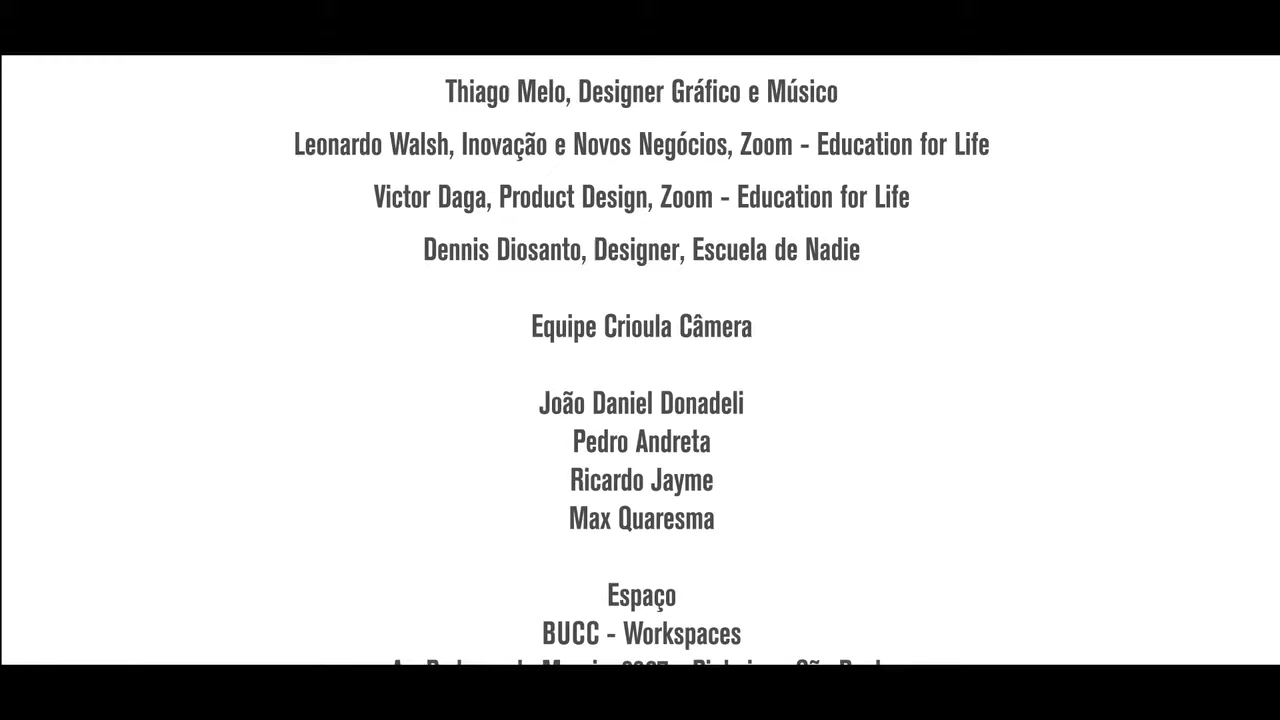 Thiago Melo, Designer Gráfico e Músico
Leonardo Walsh, Inovação e Novos Negócios, Zoom - Education for Life
Victor Daga, Product Design, Zoom - Education for Life
Dennis Diosanto, Designer, Escuela de Nadie
Equipe Crioula Câmera
João Daniel Donadeli
Pedro Andreta
Ricardo Jayme
Max Quaresma
Espaço
BUCC - Workspaces